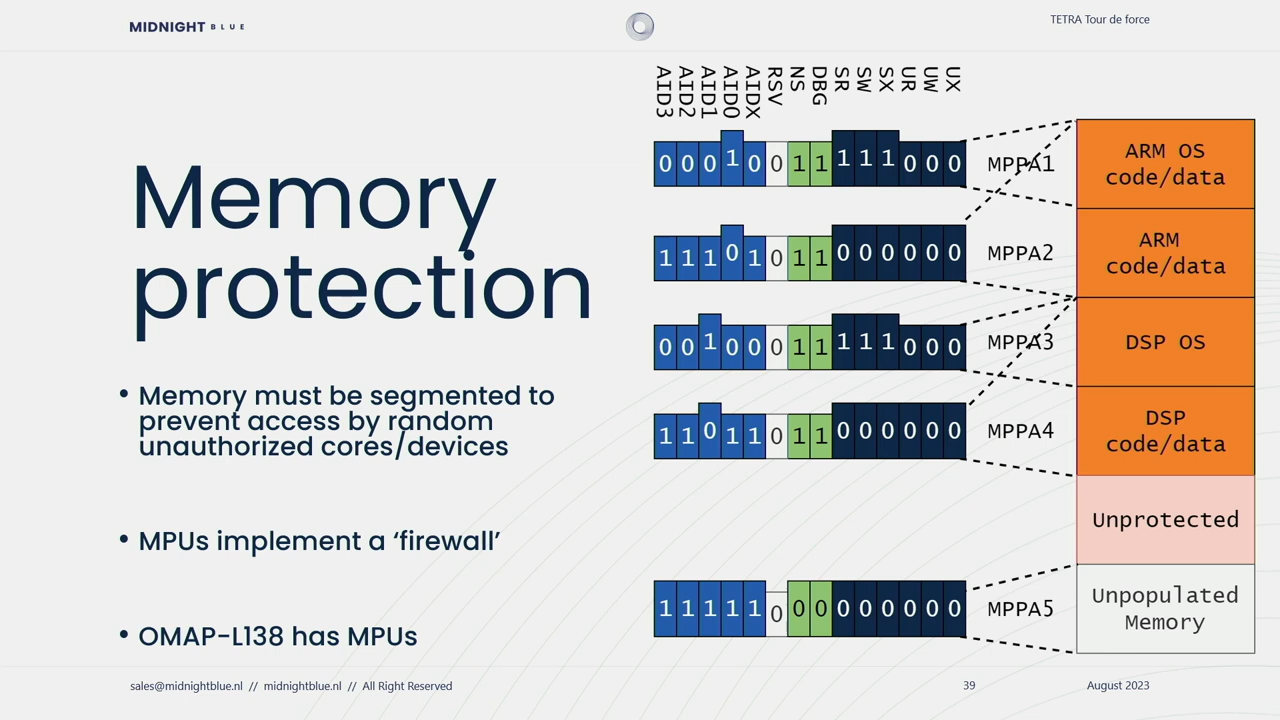 MIDNIGHT BLUE
TETRA Tour de force
Memory
protection
• Memory must be segmented to
prevent access by random
unauthorized cores/devices
• MPUs implement a ‘firewall’
• OMAP-L138 has MPUs
AID3 AID2 AID1 AID0 AIDX RSV NS DBG SR SW SX UR UW UX
0 0 0 1 0 0 1 1 1 1 1 0 0 0 MPPA1
1 1 1 0 1 0 1 1 0 0 0 0 0 0 MPPA2
0 0 1 0 0 0 1 1 1 1 1 0 0 0 MPPA3
1 1 0 1 1 0 1 1 0 0 0 0 0 0 MPPA4
1 1 1 1 1 0 0 0 0 0 0 0 0 0 MPPA5
ARM OS
code/data
ARM
code/data
DSP OS
DSP
code/data
Unprotected
Unpopulated
Memory
sales@midnightblue.nl // midnightblue.nl // All Right Reserved
39
August 2023